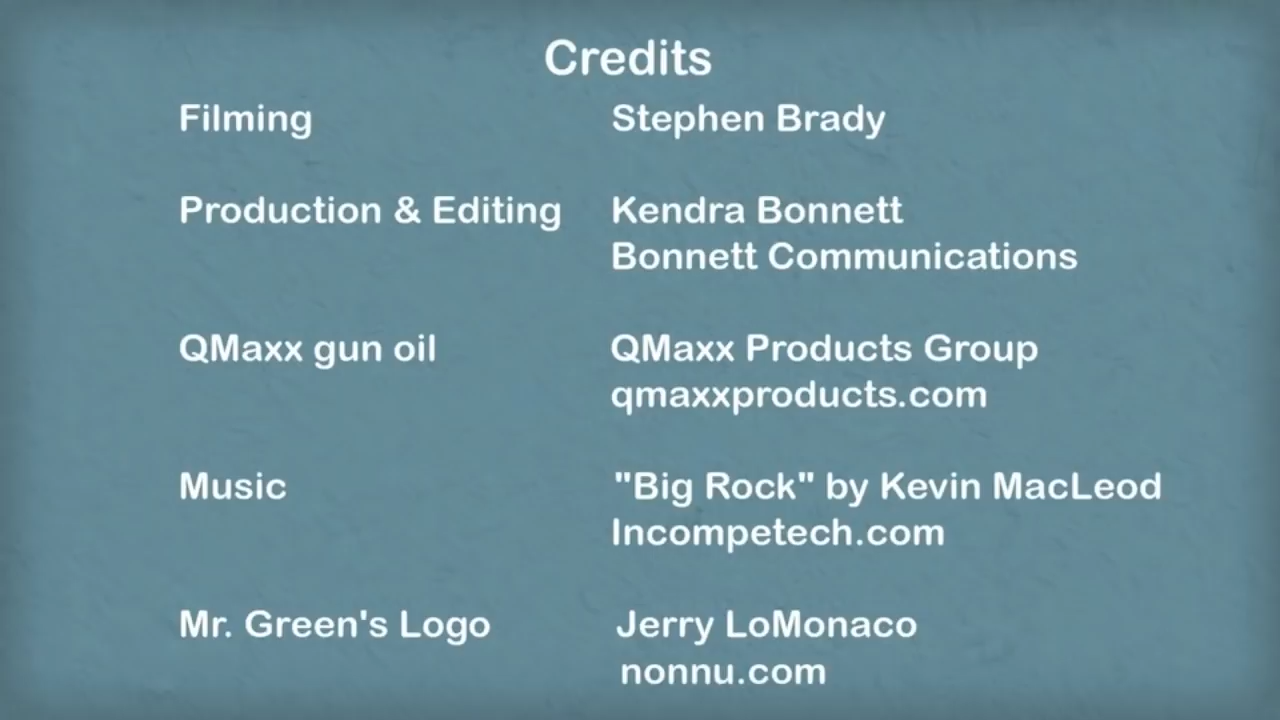 Credits
Filming Stephen Brady
Production & Editing Kendra Bonnett
Bonnett Communications
QMaxx gun oil QMaxx Products Group
qmaxxproducts.com
Music "Big Rock" by Kevin MacLeod
Incompetech.com
Mr. Green's Logo Jerry LoMonaco
nonnu.com